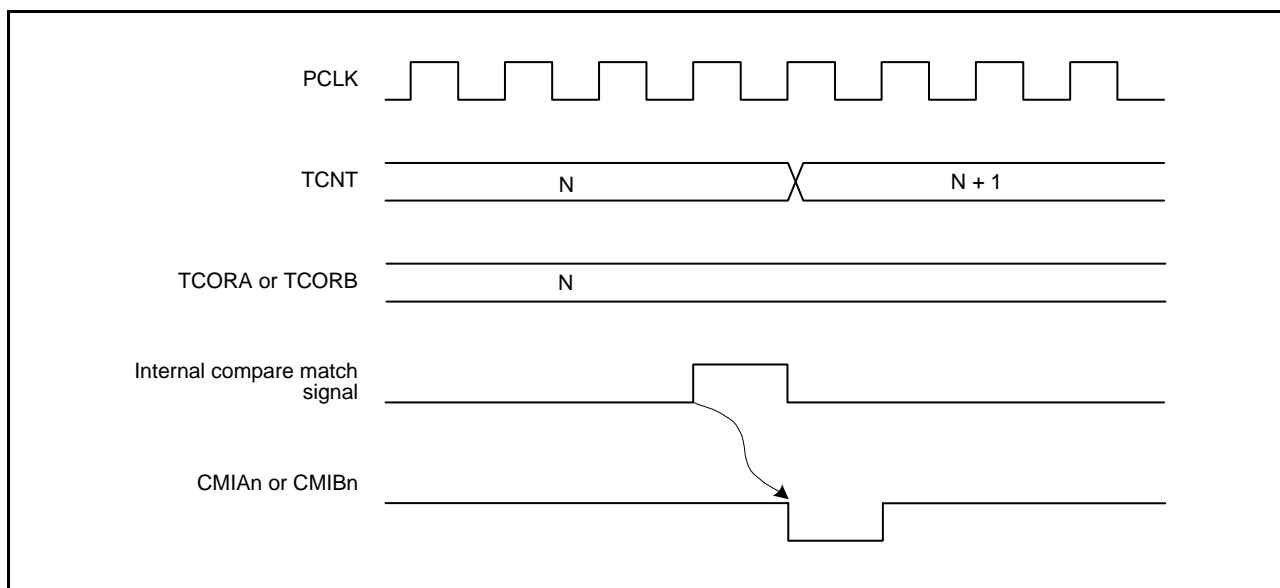 PCLK
TCNT
N
N + 1
TCORA or TCORB
N
Internal compare match
signal
CMIAn or CMIBn